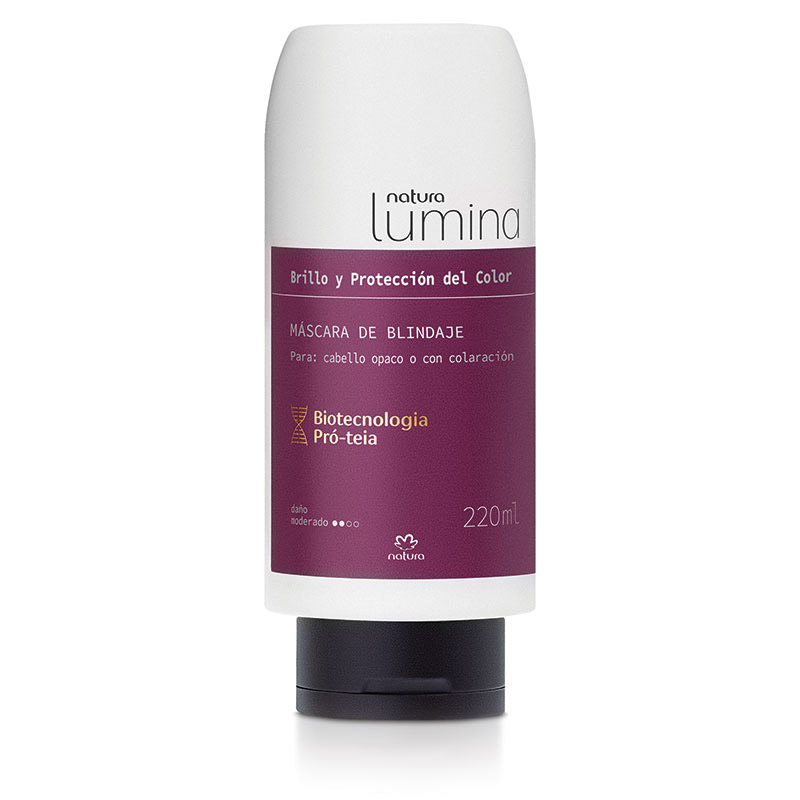 natura
lumina
Brillo y Protección del Color
MÁSCARA DE BLINDAJE
Para: cabello opaco o con colaración
Biotecnologia
Pró-teia
daño
moderado
220ml
natura